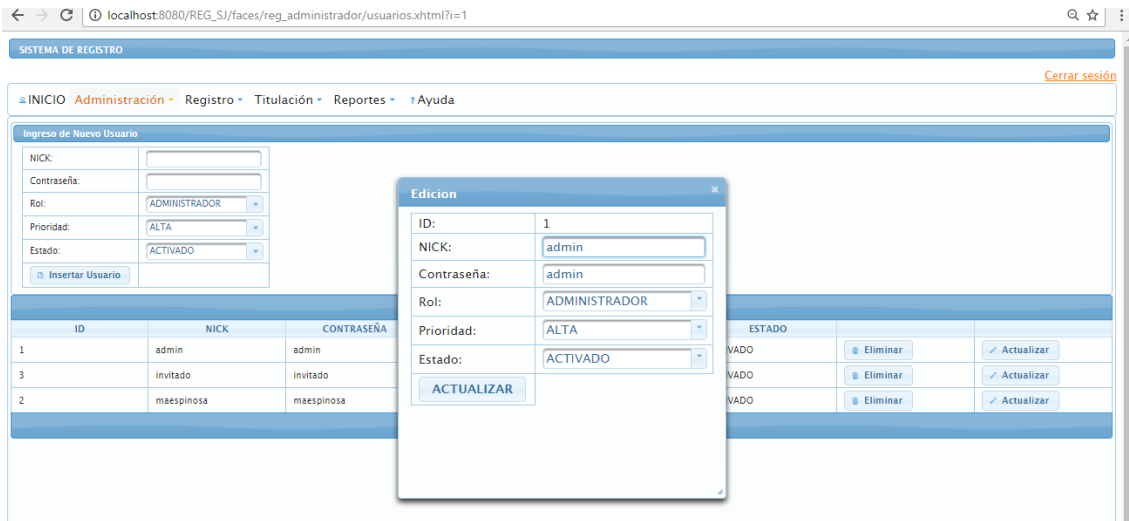 localhost:8080/REG_SJ/faces/reg_administrador/usuarios.xhtml?i=1
SISTEMA DE REGISTRO
Cerrar sesión
INICIO Administración Registro Titulación Reportes ? Ayuda
Ingreso de Nuevo Usuario
NICK:
Contraseña:
Rol: ADMINISTRADOR
Prioridad: ALTA
Estado: ACTIVADO
Insertar Usuario
Edicion
ID: 1
NICK: admin
Contraseña: admin
Rol: ADMINISTRADOR
Prioridad: ALTA
Estado: ACTIVADO
ACTUALIZAR
ID NICK CONTRASEÑA ESTADO
1 admin admin VADO Eliminar Actualizar
3 invitado invitado VADO Eliminar Actualizar
2 maespinosa maespinosa VADO Eliminar Actualizar